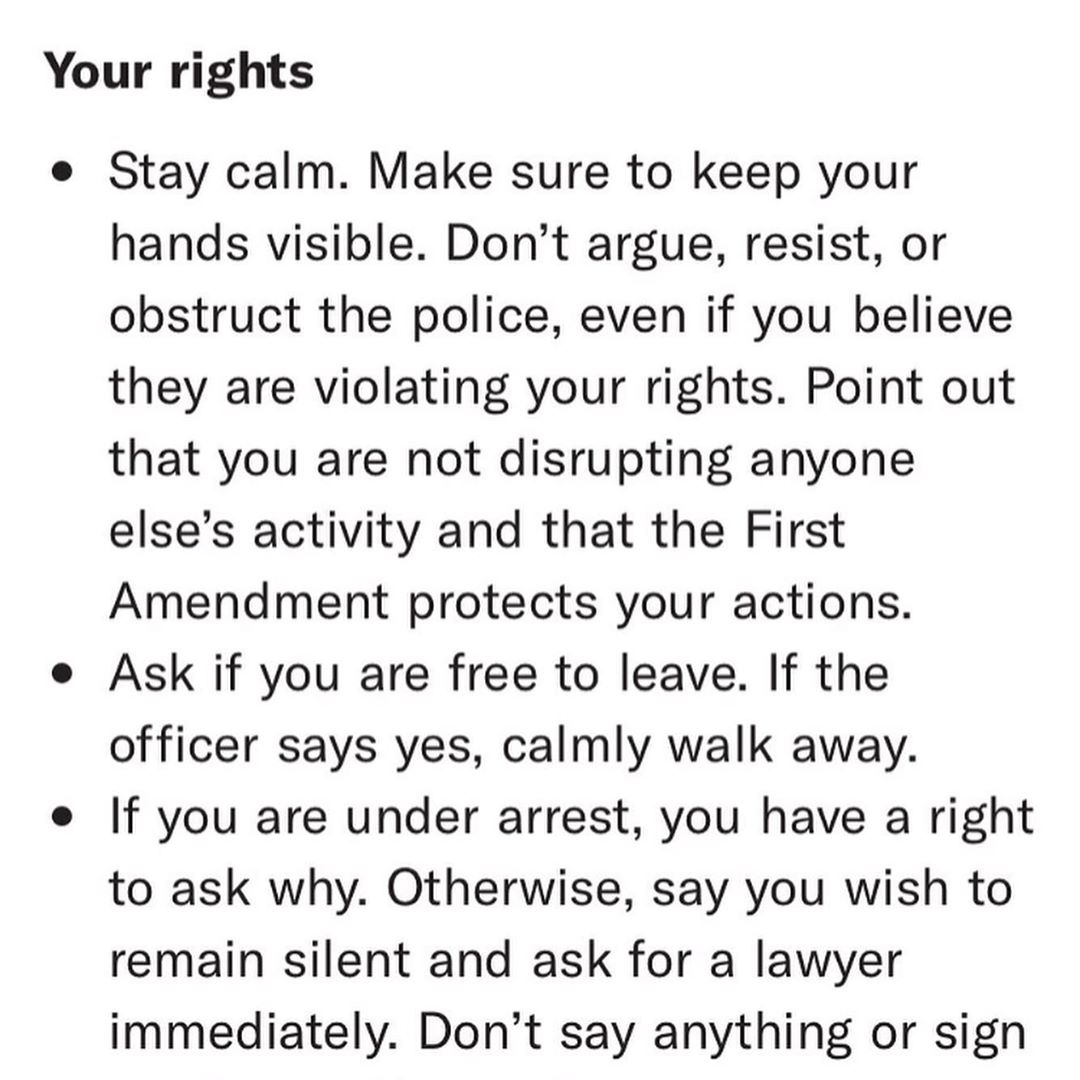 Your rights
• Stay calm. Make sure to keep your
hands visible. Don’t argue, resist, or
obstruct the police, even if you believe
they are violating your rights. Point out
that you are not disrupting anyone
else’s activity and that the First
Amendment protects your actions.
• Ask if you are free to leave. If the
officer says yes, calmly walk away.
• If you are under arrest, you have a right
to ask why. Otherwise, say you wish to
remain silent and ask for a lawyer
immediately. Don’t say anything or sign